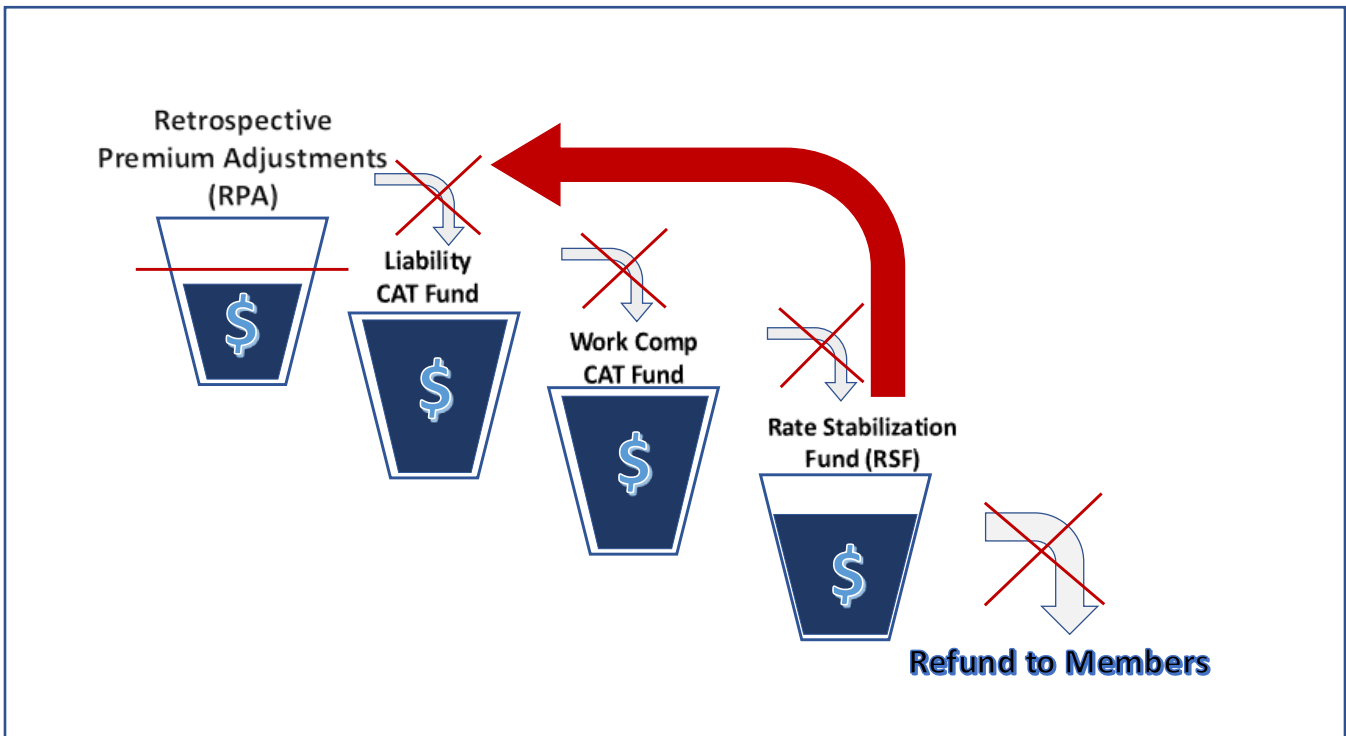 Retrospective
Premium Adjustments
(RPA)
$
Liability
CAT Fund
$
Work Comp
CAT Fund
$
Rate Stabilization
Fund (RSF)
$
Refund to Members